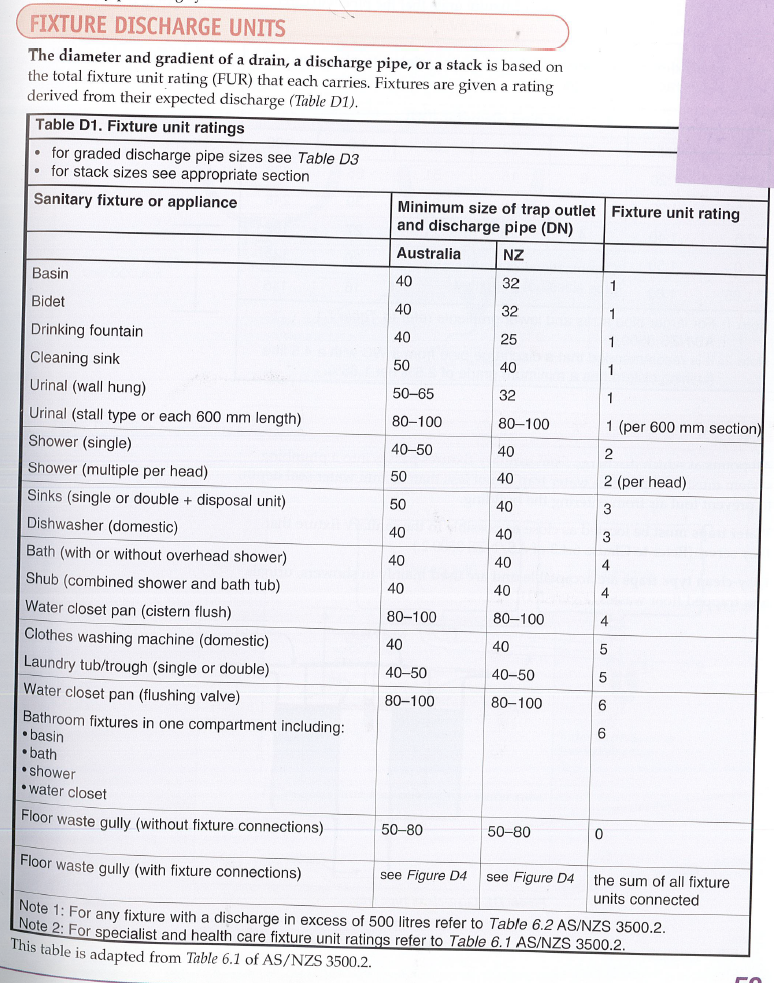 FIXTURE DISCHARGE UNITS
The diameter and gradient of a drain, a discharge pipe, or a stack is based on
the total fixture unit rating (FUR) that each carries. Fixtures are given a rating
derived from their expected discharge (Table D1).
Table D1. Fixture unit ratings
• for graded discharge pipe sizes see Table D3
• for stack sizes see appropriate section
Sanitary fixture or appliance Minimum size of trap outlet and discharge pipe (DN) Fixture unit rating
Australia NZ
Basin 40 32 1
Bidet 40 32 1
Drinking fountain 40 25 1
Cleaning sink 50 40 1
Urinal (wall hung) 50–65 32 1
Urinal (stall type or each 600 mm length) 80–100 80–100 1 (per 600 mm section)
Shower (single) 40–50 40 2
Shower (multiple per head) 50 40 2 (per head)
Sinks (single or double + disposal unit) 50 40 3
Dishwasher (domestic) 40 40 3
Bath (with or without overhead shower) 40 40 4
Shub (combined shower and bath tub) 40 40 4
Water closet pan (cistern flush) 80–100 80–100 4
Clothes washing machine (domestic) 40 40 5
Laundry tub/trough (single or double) 40–50 40–50 5
Water closet pan (flushing valve) 80–100 80–100 6
Bathroom fixtures in one compartment including: 6
• basin
• bath
• shower
• water closet
Floor waste gully (without fixture connections) 50–80 50–80 0
Floor waste gully (with fixture connections) see Figure D4 see Figure D4 the sum of all fixture
units connected
Note 1: For any fixture with a discharge in excess of 500 litres refer to Table 6.2 AS/NZS 3500.2.
Note 2: For specialist and health care fixture unit ratings refer to Table 6.1 AS/NZS 3500.2.
This table is adapted from Table 6.1 of AS/NZS 3500.2.